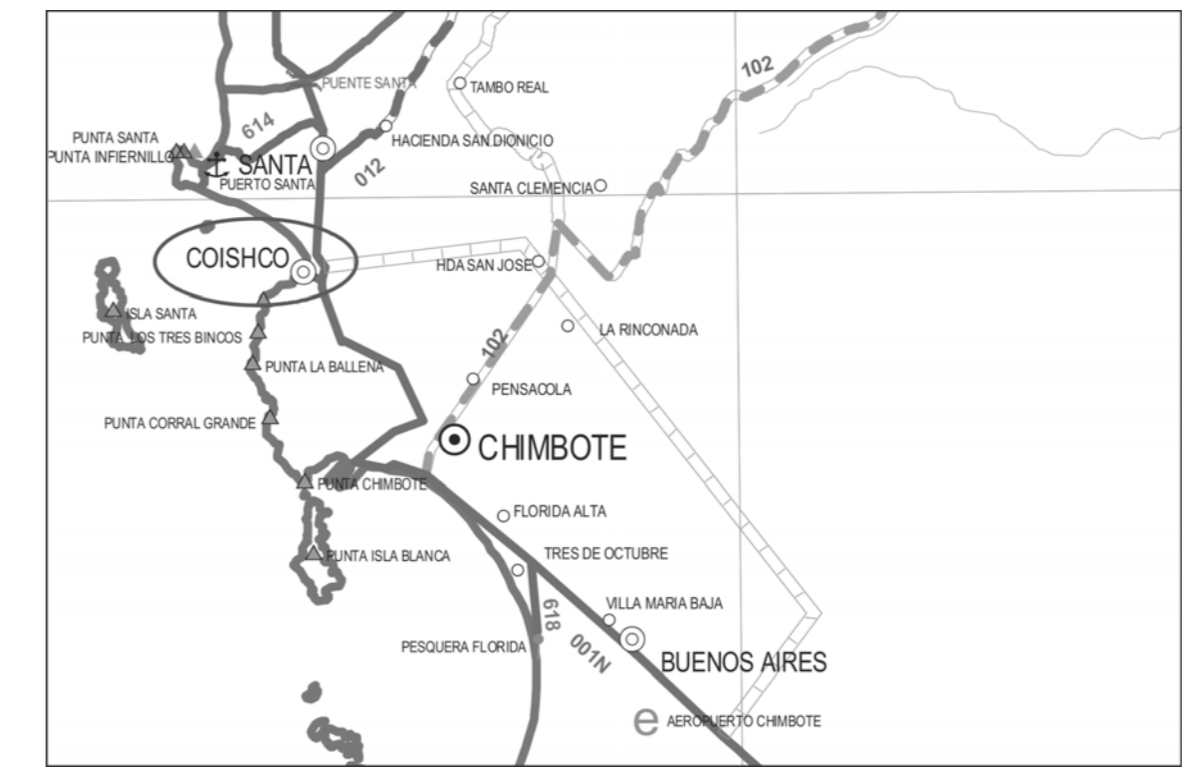 102
PUENTE SANTA
TAMBO REAL
614
PUNTA SANTA
HACIENDA SAN DIONICIO
PUNTA INFIERNILLO
SANTA
012
PUERTO SANTA
SANTA CLEMENCIA
COISHCO
HDA SAN JOSE
ISLA SANTA
PUNTA LOS TRES BINCOS
LA RINCONADA
102
PUNTA LA BALLENA
PENSACOLA
PUNTA CORRAL GRANDE
CHIMBOTE
PUNTA CHIMBOTE
FLORIDA ALTA
PUNTA ISLA BLANCA
TRES DE OCTUBRE
VILLA MARIA BAJA
618
PESQUERA FLORIDA
001N
BUENOS AIRES
e AEROPUERTO CHIMBOTE